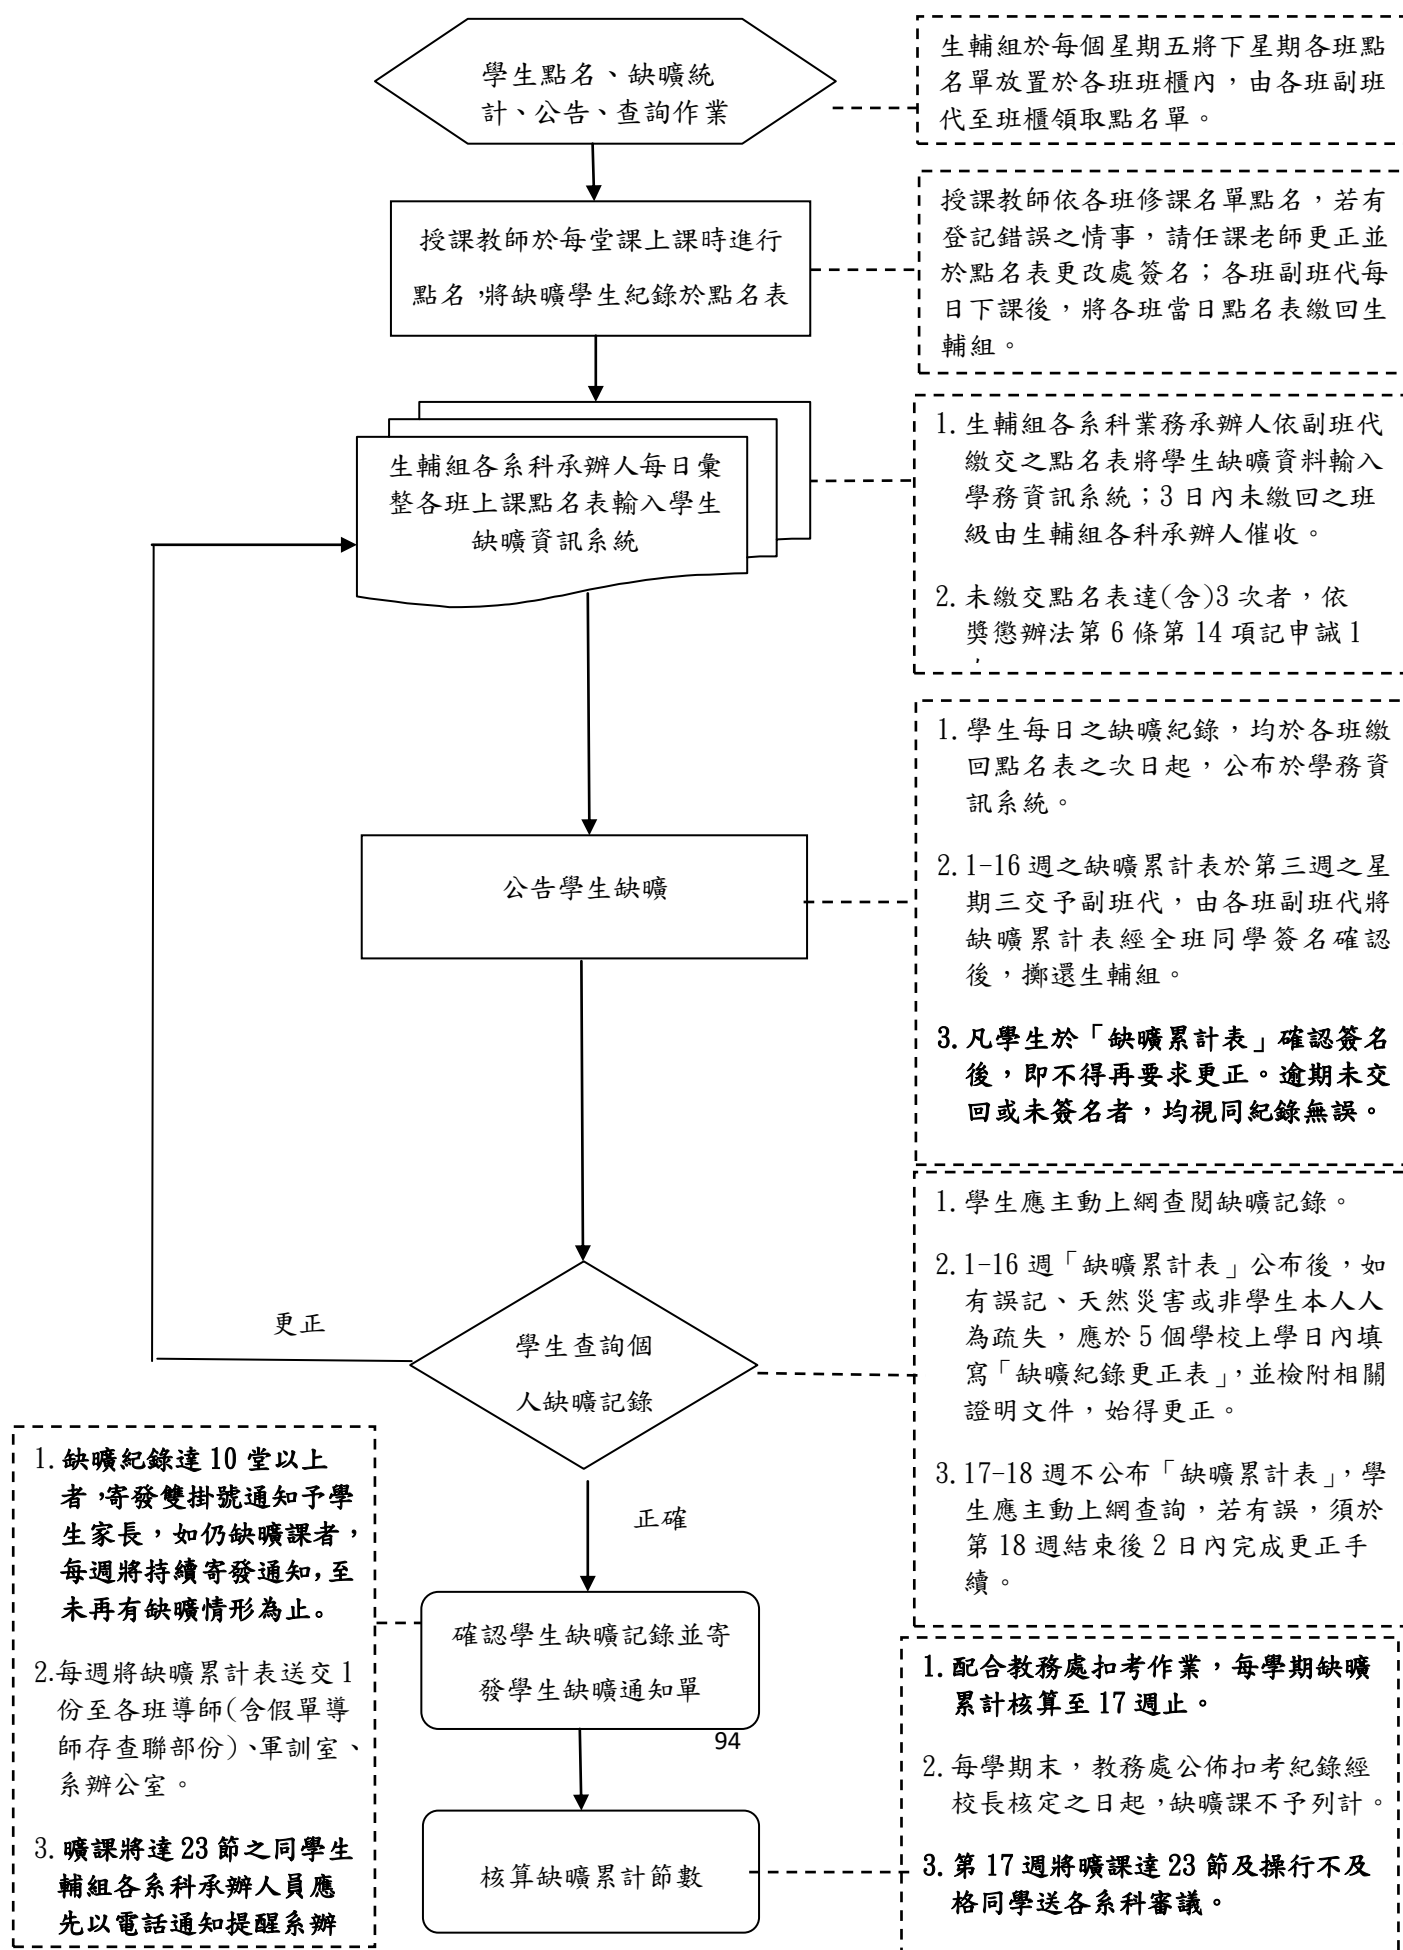 學生點名、缺曠統
計、公告、查詢作業
生輔組於每個星期五將下星期各班點
名單放置於各班班櫃內，由各班副班
代至班櫃領取點名單。
授課教師於每堂課上課時進行
點名，將缺曠學生紀錄於點名表
授課教師依各班修課名單點名，若有
登記錯誤之情事，請任課老師更正並
於點名表更改處簽名；各班副班代每
日下課後，將各班當日點名表繳回生
輔組。
生輔組各系科承辦人每日彙
整各班上課點名表輸入學生
缺曠資訊系統
1. 生輔組各系科業務承辦人依副班代
繳交之點名表將學生缺曠資料輸入
學務資訊系統；3 日內未繳回之班
級由生輔組各科承辦人催收。
2. 未繳交點名表達(含)3 次者，依
獎懲辦法第 6 條第 14 項記申誡 1
公告學生缺曠
1. 學生每日之缺曠紀錄，均於各班繳
回點名表之次日起，公布於學務資
訊系統。
2. 1-16 週之缺曠累計表於第三週之星
期三交予副班代，由各班副班代將
缺曠累計表經全班同學簽名確認
後，擲還生輔組。
3. 凡學生於「缺曠累計表」確認簽名
後，即不得再要求更正。逾期未交
回或未簽名者，均視同紀錄無誤。
更正
學生查詢個
人缺曠記錄
正確
1. 學生應主動上網查閱缺曠記錄。
2. 1-16 週「缺曠累計表」公布後，如
有誤記、天然災害或非學生本人人
為疏失，應於 5 個學校上學日內填
寫「缺曠紀錄更正表」，並檢附相關
證明文件，始得更正。
3. 17-18 週不公布「缺曠累計表」，學
生應主動上網查詢，若有誤，須於
第 18 週結束後 2 日內完成更正手
續。
1. 缺曠紀錄達 10 堂以上
者，寄發雙掛號通知予學
生家長，如仍缺曠課者，
每週將持續寄發通知，至
未再有缺曠情形為止。
2. 每週將缺曠累計表送交 1
份至各班導師(含假單導
師存查聯部份)、軍訓室、
系辦公室。
3. 曠課將達 23 節之同學生
輔組各系科承辦人員應
先以電話通知提醒系辦
確認學生缺曠記錄並寄
發學生缺曠通知單
94
核算缺曠累計節數
1. 配合教務處扣考作業，每學期缺曠
累計核算至 17 週止。
2. 每學期末，教務處公佈扣考紀錄經
校長核定之日起，缺曠課不予列計。
3. 第 17 週將曠課達 23 節及操行不及
格同學送各系科審議。